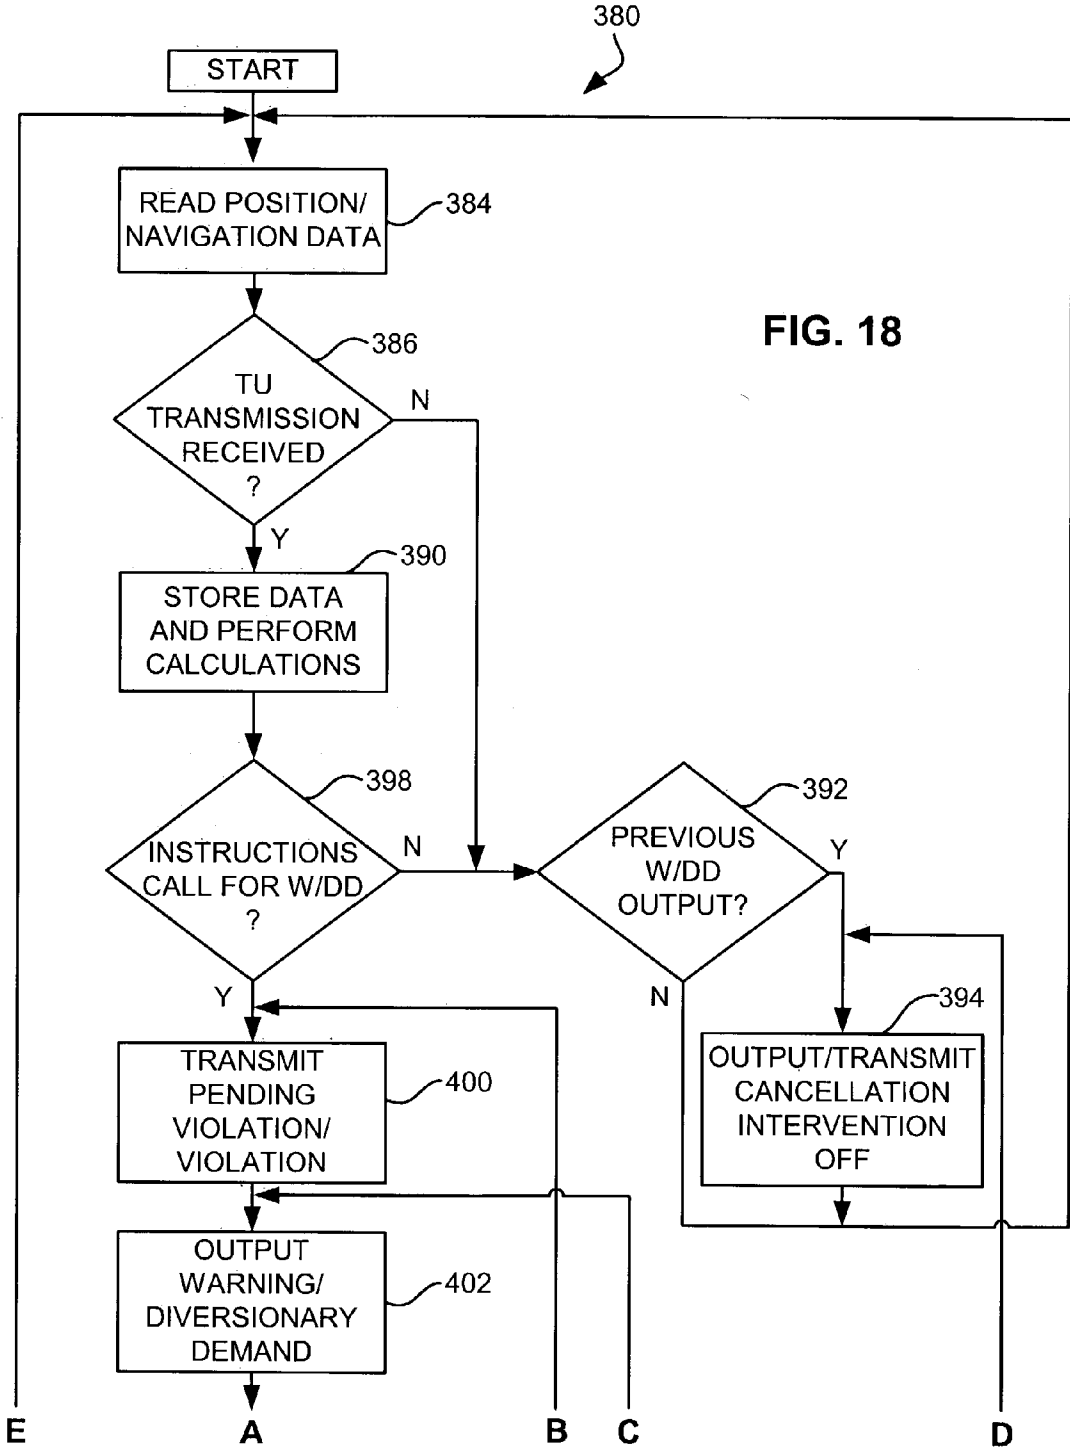 380
START
READ POSITION/
NAVIGATION DATA
384
FIG. 18
386
TU
TRANSMISSION
RECEIVED
?
N
Y
390
STORE DATA
AND PERFORM
CALCULATIONS
398
INSTRUCTIONS
CALL FOR W/DD
?
N
Y
392
PREVIOUS
W/DD
OUTPUT?
Y
N
394
OUTPUT/TRANSMIT
CANCELLATION
INTERVENTION
OFF
TRANSMIT
PENDING
VIOLATION/
VIOLATION
400
OUTPUT
WARNING/
DIVERSIONARY
DEMAND
402
E
A
B
C
D